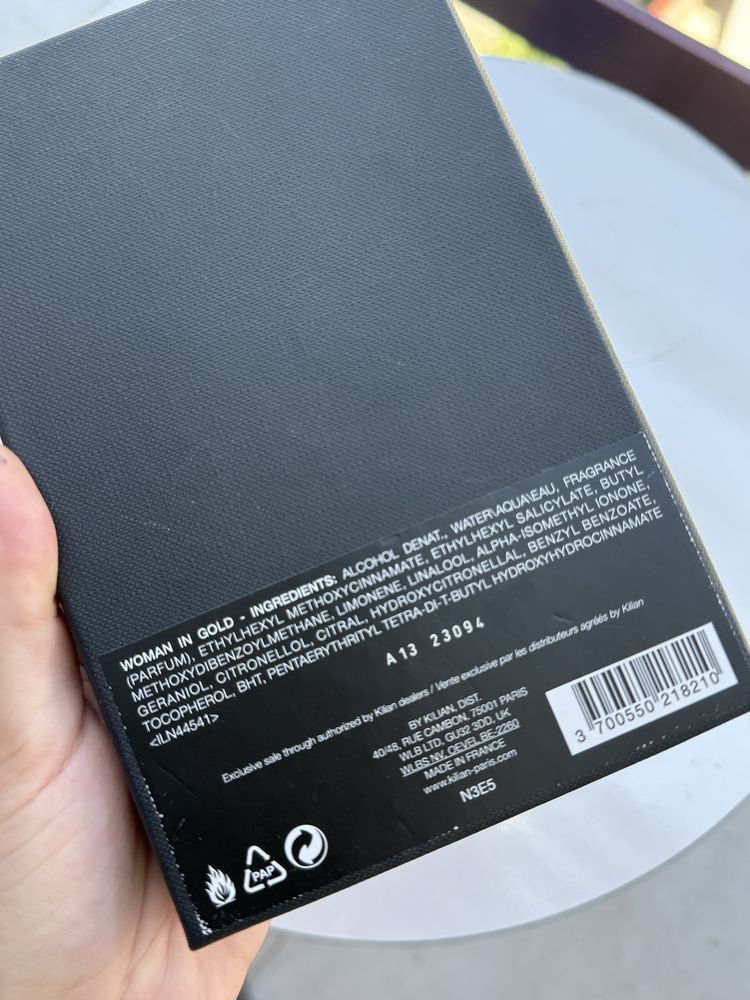 WOMAN IN GOLD - INGREDIENTS: ALCOHOL DENAT., WATER\AQUA\EAU, FRAGRANCE
(PARFUM), ETHYLHEXYL METHOXYCINNAMATE, ETHYLHEXYL SALICYLATE, BUTYL
METHOXYDIBENZOYLMETHANE, LIMONENE, LINALOOL, ALPHA-ISOMETHYL IONONE,
GERANIOL, CITRONELLOL, CITRAL, HYDROXYCITRONELLAL, BENZYL BENZOATE,
TOCOPHEROL, BHT, PENTAERYTHRITYL TETRA-DI-T-BUTYL HYDROXYHYDROCINNAMATE
<ILN44541>
A13 23094
Exclusive sale through authorized by Kilian dealers / Vente exclusive par les distributeurs agréés by Kilian
BY KILIAN, DIST.
40/48, RUE CAMBON, 75001 PARIS
WLB LTD, GU32 3DD, UK
WLBS NV, OEVEL BE-2260
MADE IN FRANCE
www.kilian-paris.com
N3E5
3 700550 218210
PAP